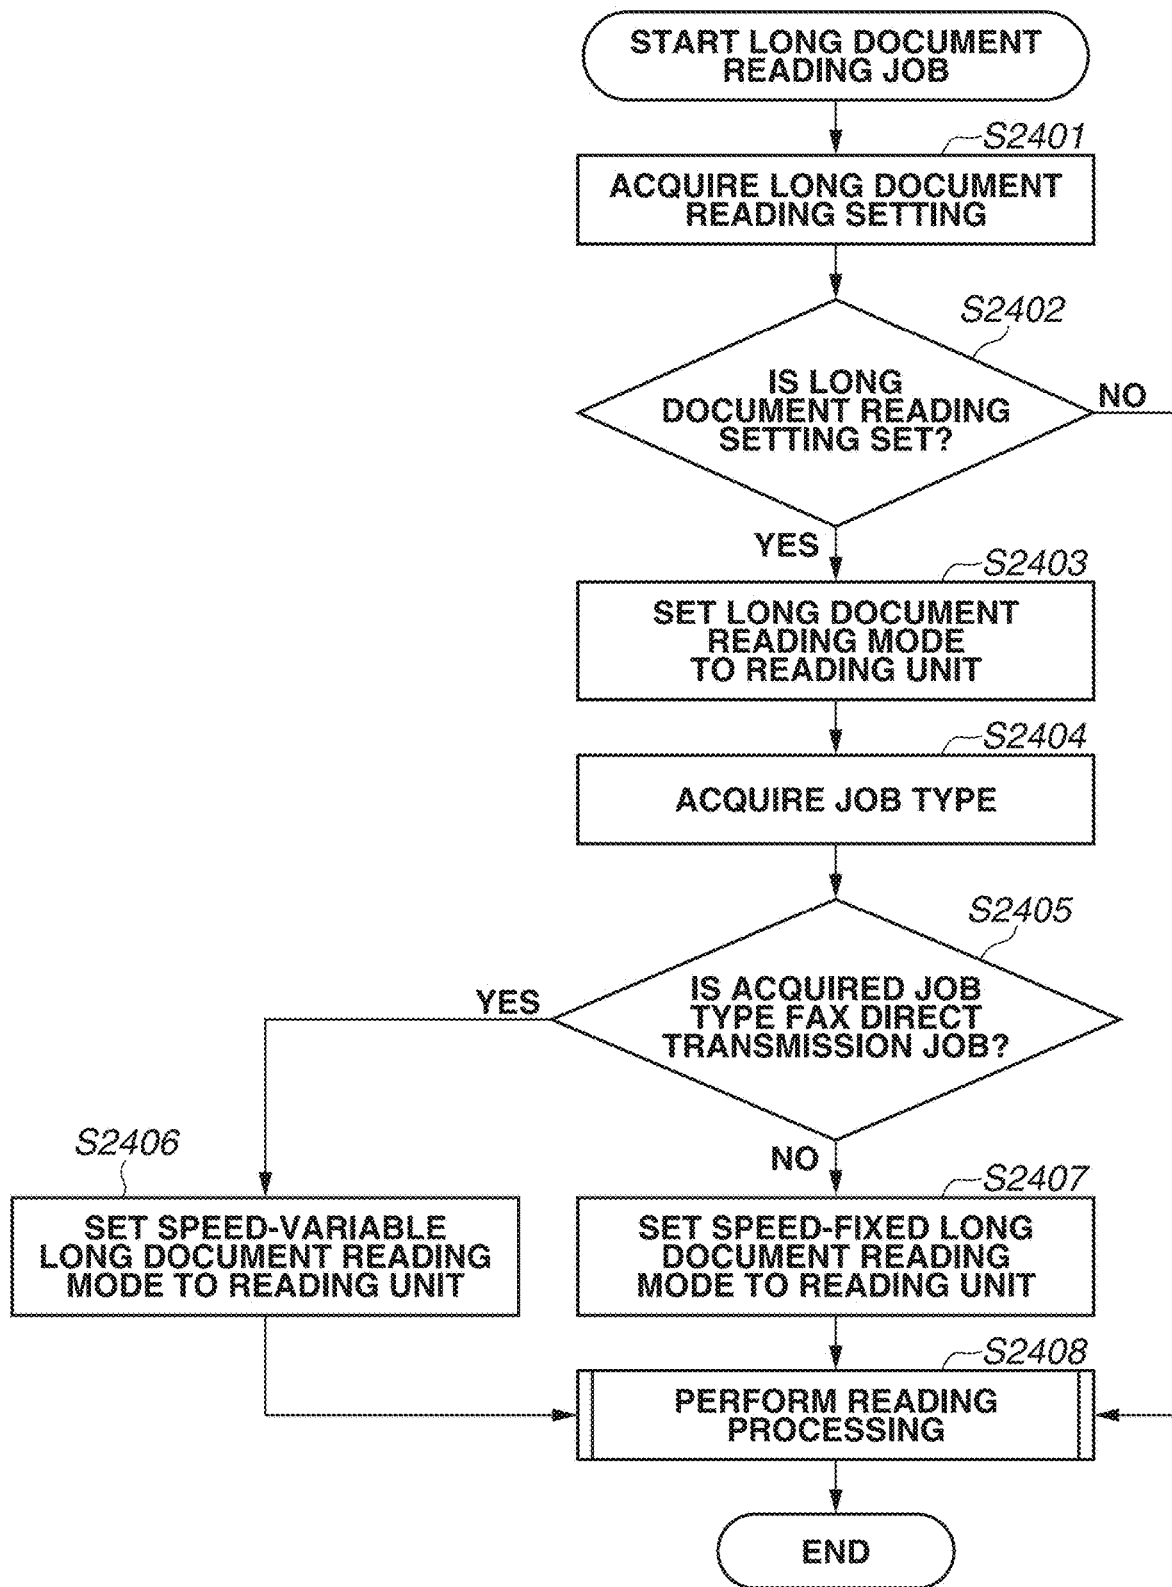 START LONG DOCUMENT
READING JOB
S2401
ACQUIRE LONG DOCUMENT
READING SETTING
S2402
IS LONG
DOCUMENT READING
SETTING SET?
NO
YES
S2403
SET LONG DOCUMENT
READING MODE
TO READING UNIT
S2404
ACQUIRE JOB TYPE
S2405
IS ACQUIRED JOB
TYPE FAX DIRECT
TRANSMISSION JOB?
YES
NO
S2406
SET SPEED-VARIABLE
LONG DOCUMENT READING
MODE TO READING UNIT
S2407
SET SPEED-FIXED LONG
DOCUMENT READING
MODE TO READING UNIT
S2408
PERFORM READING
PROCESSING
END